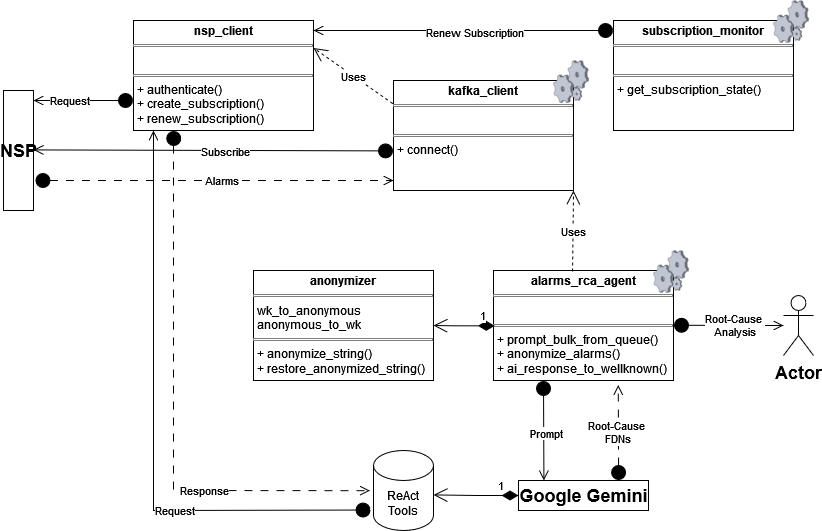 nsp_client
subscription_monitor
Renew Subscription
+ authenticate()
+ create_subscription()
+ renew_subscription()
+ get_subscription_state()
Uses
kafka_client
Request
NSP
Subscribe
+ connect()
Alarms
Uses
anonymizer
alarms_rca_agent
wk_to_anonymous
anonymous_to_wk
1
Root-Cause
Analysis
+ anonymize_string()
+ restore_anonymized_string()
+ prompt_bulk_from_queue()
+ anonymize_alarms()
+ ai_response_to_wellknown()
Actor
Prompt
Root-Cause
FDNs
Response
Request
ReAct
Tools
1
Google Gemini